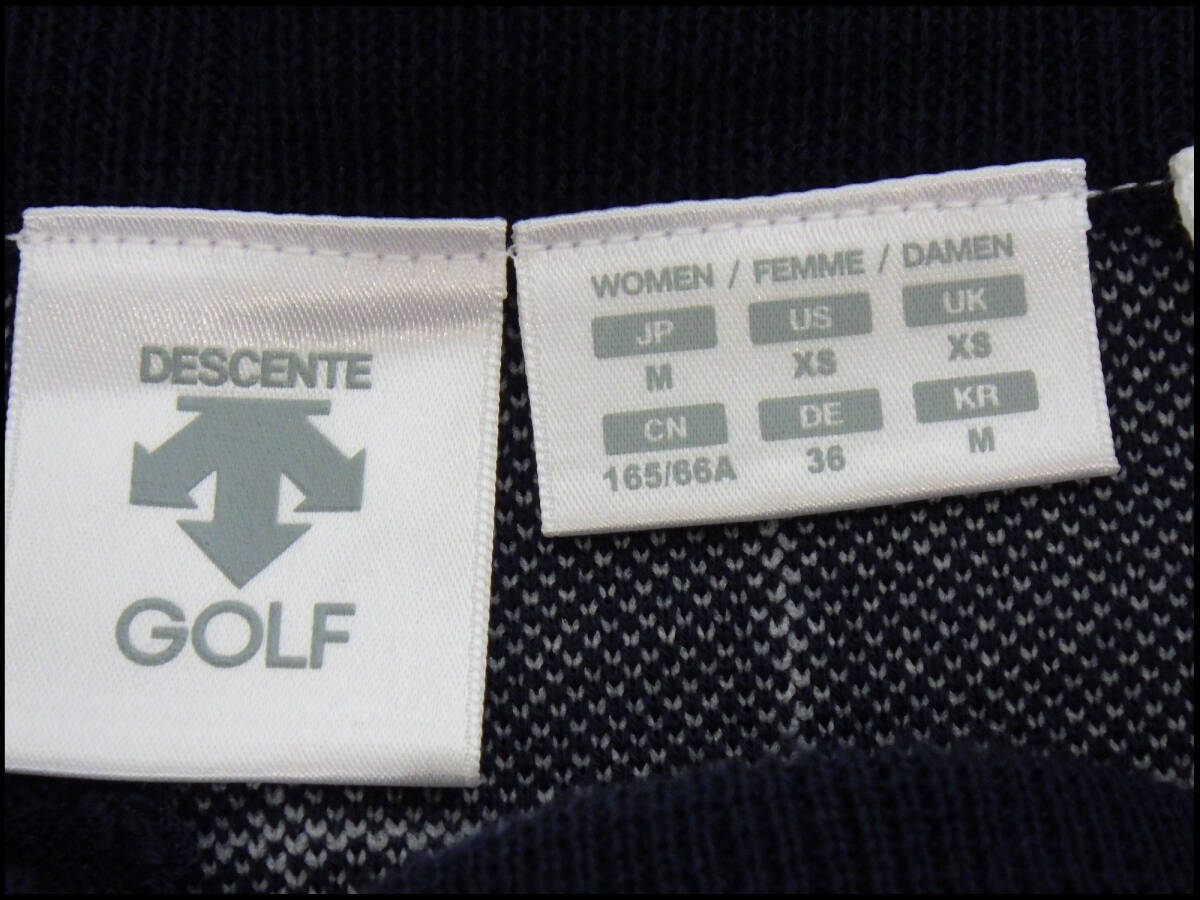 DESCENTE
GOLF
WOMEN / FEMME / DAMEN
JP US UK
M XS XS
CN DE KR
165/66A 36 M